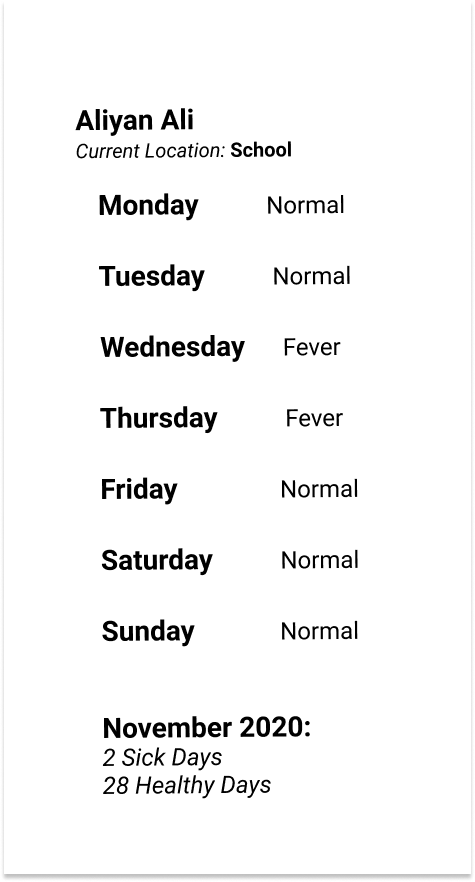 Aliyan Ali
Current Location: School
Monday Normal
Tuesday Normal
Wednesday Fever
Thursday Fever
Friday Normal
Saturday Normal
Sunday Normal
November 2020:
2 Sick Days
28 Healthy Days